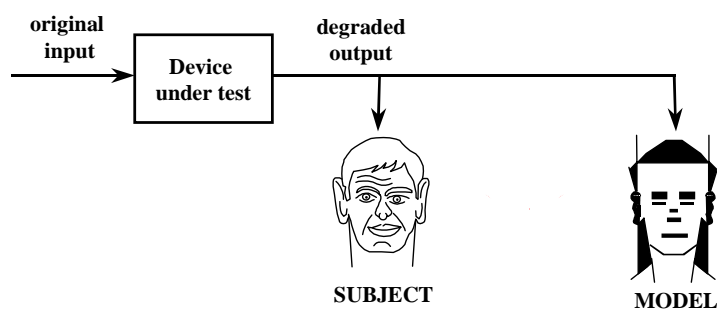 original
input
Device
under test
degraded
output
SUBJECT
MODEL